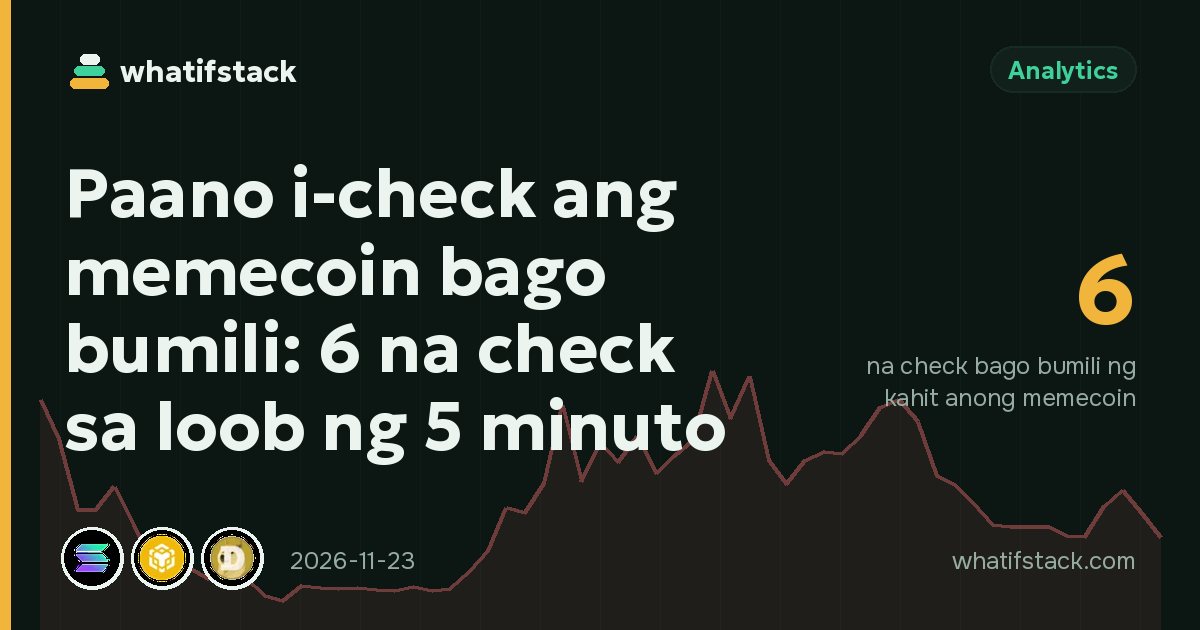 whatifstack
Analytics
Paano i-check ang
memecoin bago
bumili: 6 na check
sa loob ng 5 minuto
6
na check bago bumili ng
kahit anong memecoin
2026-11-23
whatifstack.com